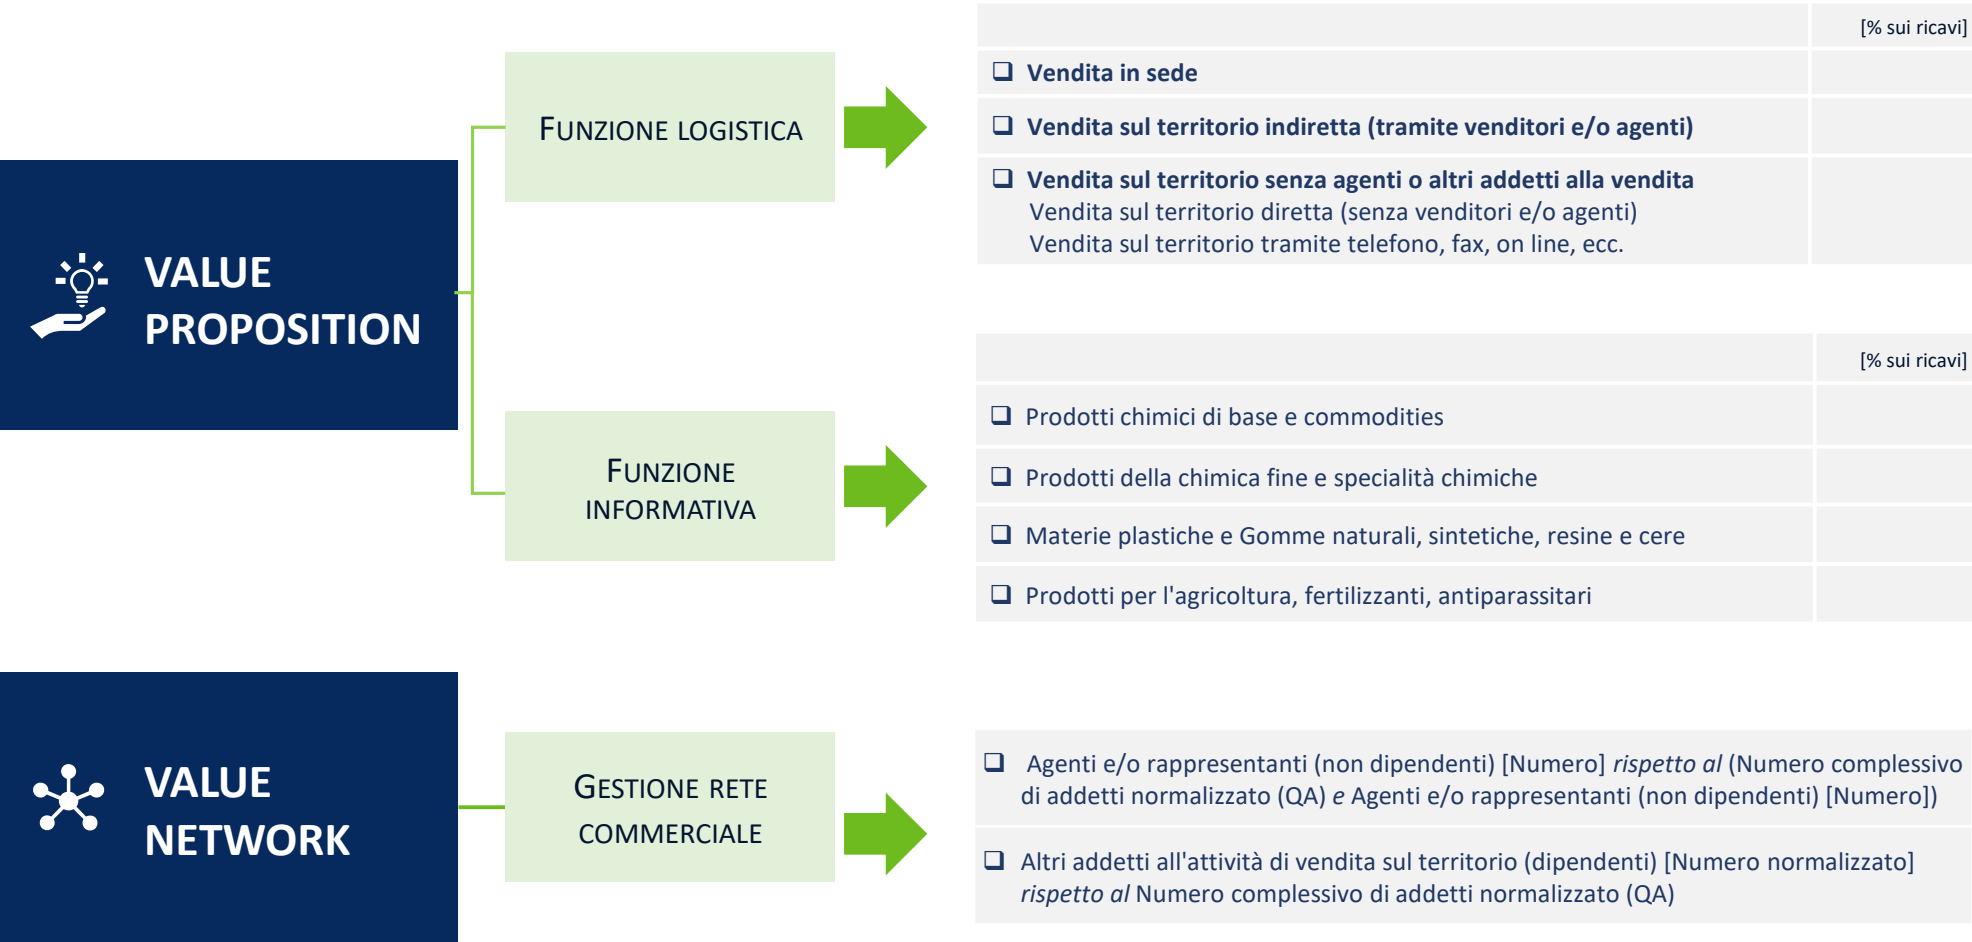 VALUE
PROPOSITION
FUNZIONE LOGISTICA
[% sui ricavi]
❑ Vendita in sede
❑ Vendita sul territorio indiretta (tramite venditori e/o agenti)
❑ Vendita sul territorio senza agenti o altri addetti alla vendita
Vendita sul territorio diretta (senza venditori e/o agenti)
Vendita sul territorio tramite telefono, fax, on line, ecc.
FUNZIONE
INFORMATIVA
[% sui ricavi]
❑ Prodotti chimici di base e commodities
❑ Prodotti della chimica fine e specialità chimiche
❑ Materie plastiche e Gomme naturali, sintetiche, resine e cere
❑ Prodotti per l'agricoltura, fertilizzanti, antiparassitari
VALUE
NETWORK
GESTIONE RETE
COMMERCIALE
❑ Agenti e/o rappresentanti (non dipendenti) [Numero] rispetto al (Numero complessivo
di addetti normalizzato (QA) e Agenti e/o rappresentanti (non dipendenti) [Numero])
❑ Altri addetti all'attività di vendita sul territorio (dipendenti) [Numero normalizzato]
rispetto al Numero complessivo di addetti normalizzato (QA)